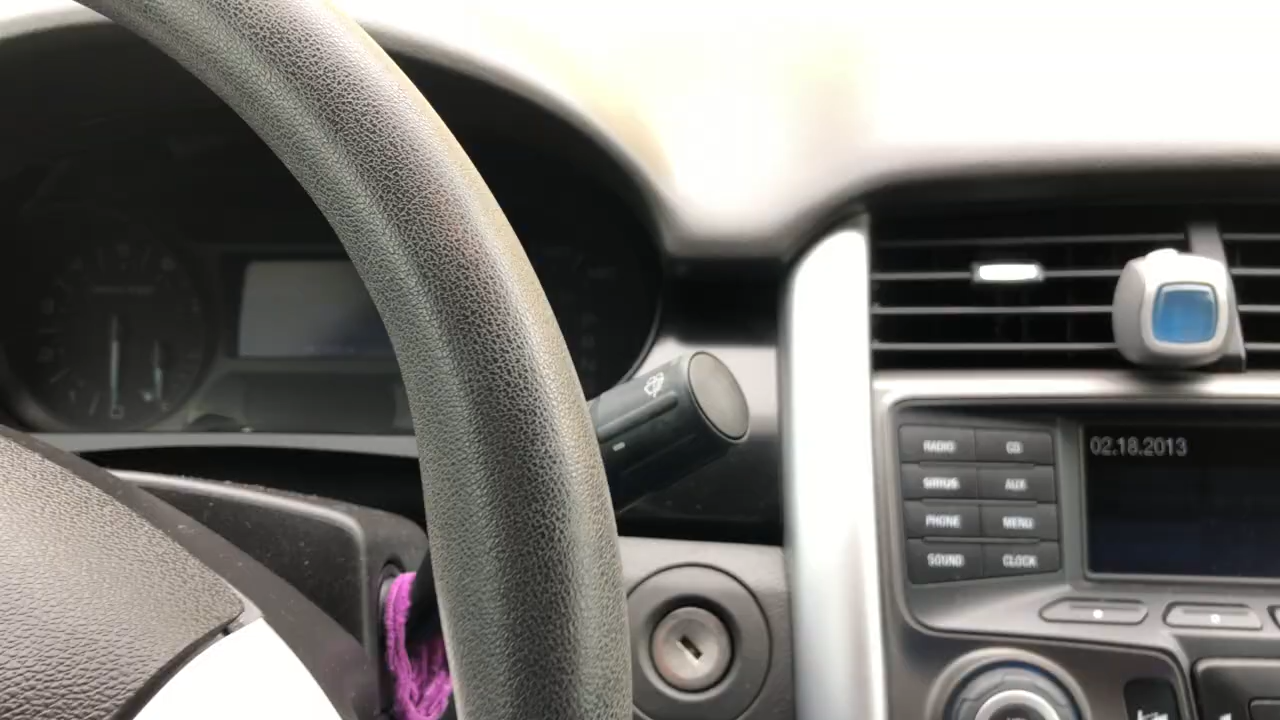 02.18.2013
RADIO CD
SIRIUS AUX
PHONE MENU
SOUND CLOCK